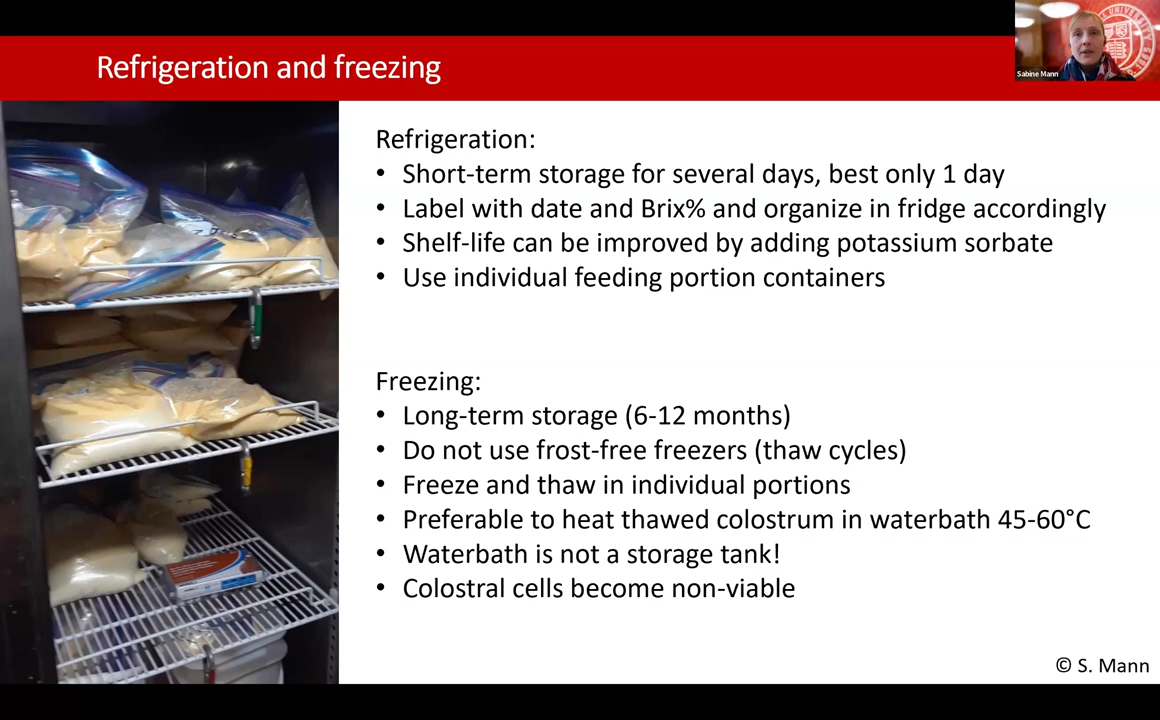 Refrigeration and freezing
Sabine Mann
Refrigeration:
• Short-term storage for several days, best only 1 day
• Label with date and Brix% and organize in fridge accordingly
• Shelf-life can be improved by adding potassium sorbate
• Use individual feeding portion containers
Freezing:
• Long-term storage (6-12 months)
• Do not use frost-free freezers (thaw cycles)
• Freeze and thaw in individual portions
• Preferable to heat thawed colostrum in waterbath 45-60°C
• Waterbath is not a storage tank!
• Colostral cells become non-viable
© S. Mann